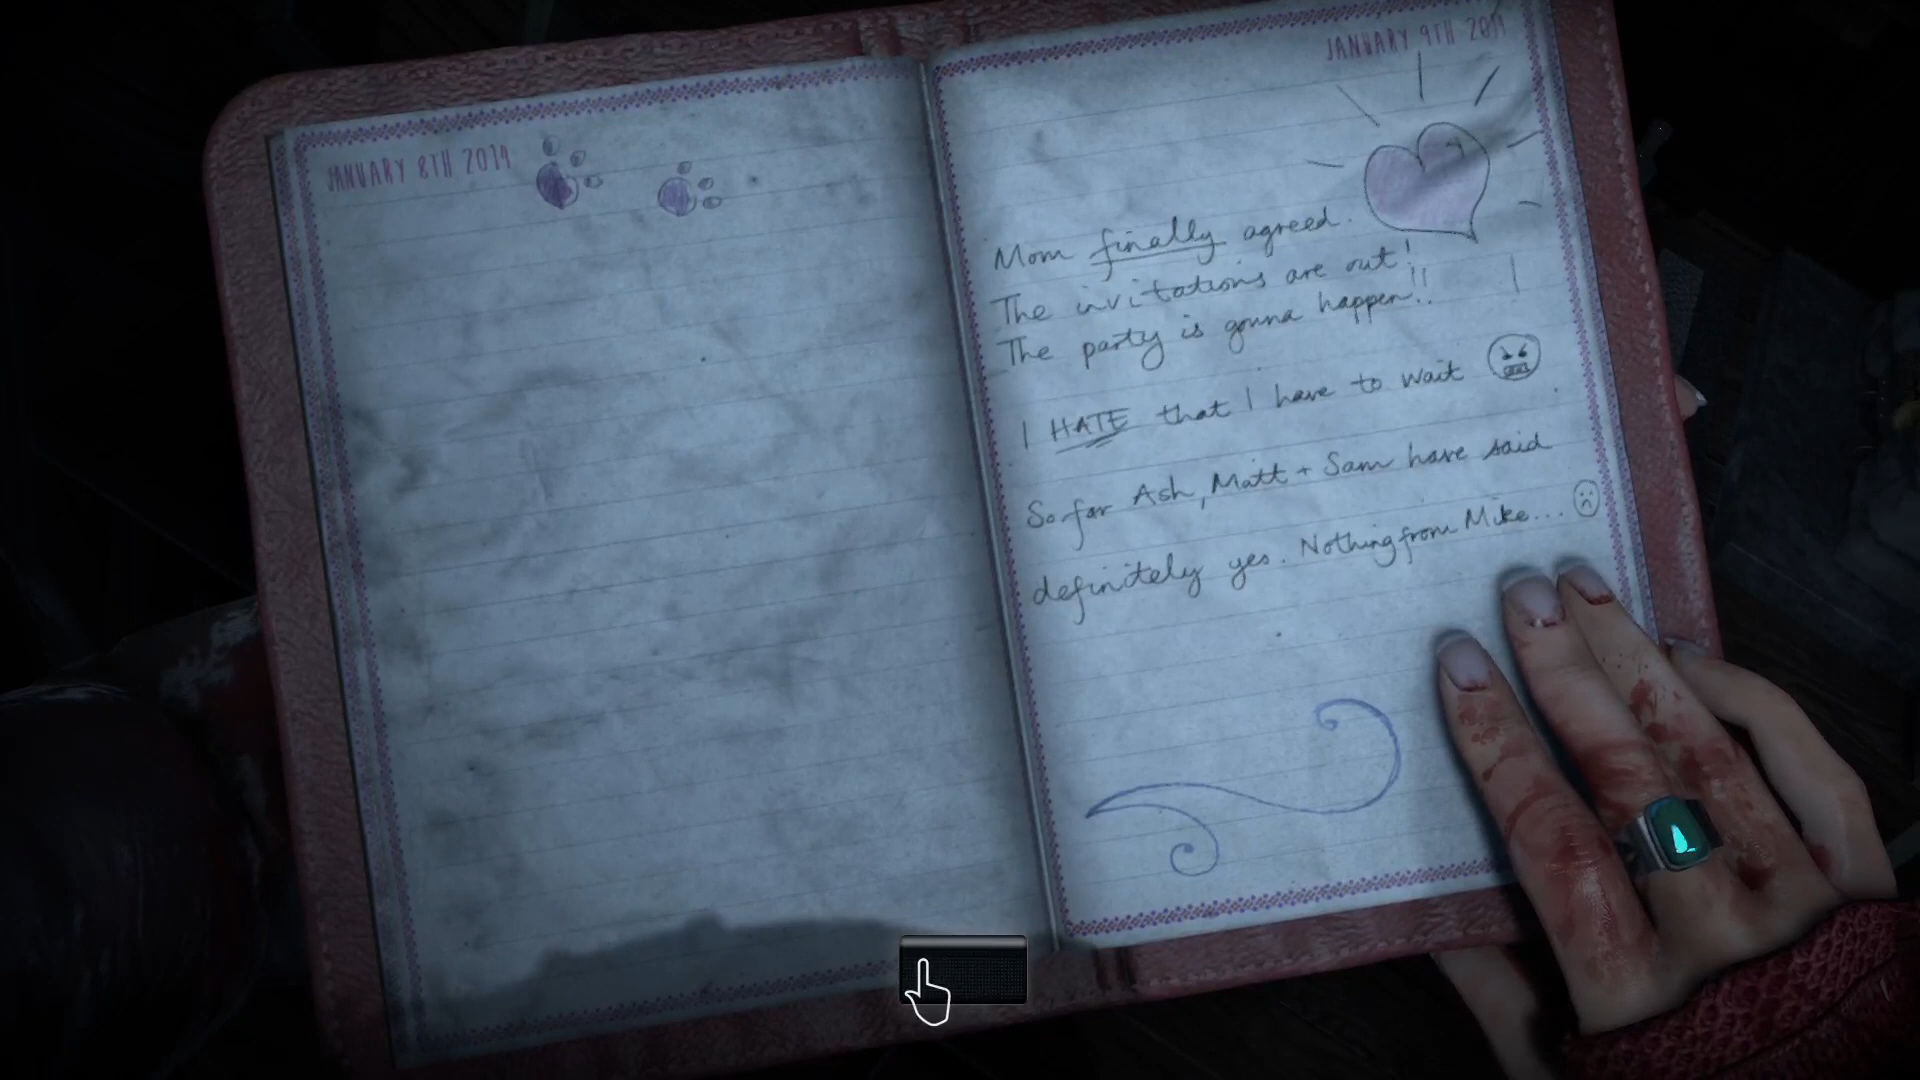 JANUARY 8TH 2014
JANUARY 9TH 2014
Mom finally agreed.
The invitations are out!
The party is gonna happen!!
I HATE that I have to wait
So far Ash, Matt + Sam have said
definitely yes. Nothing from Mike...